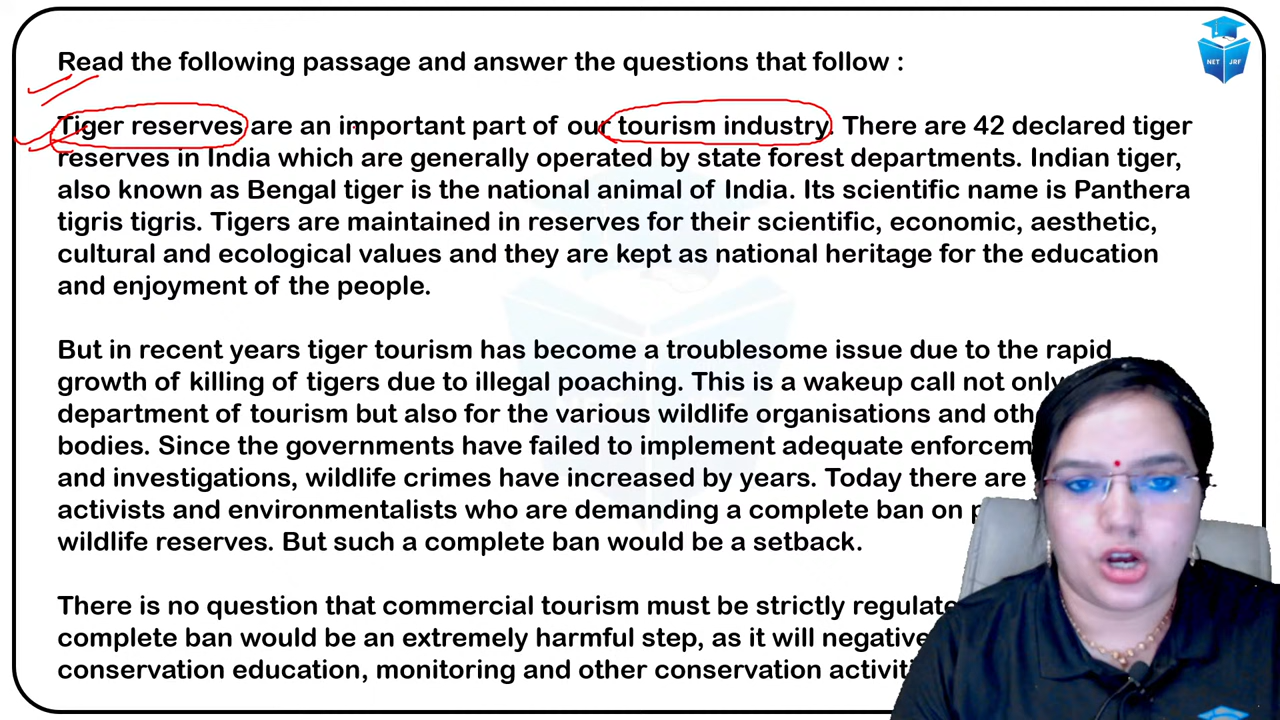 Read the following passage and answer the questions that follow :
NET JRF
Tiger reserves are an important part of our tourism industry. There are 42 declared tiger
reserves in India which are generally operated by state forest departments. Indian tiger,
also known as Bengal tiger is the national animal of India. Its scientific name is Panthera
tigris tigris. Tigers are maintained in reserves for their scientific, economic, aesthetic,
cultural and ecological values and they are kept as national heritage for the education
and enjoyment of the people.
But in recent years tiger tourism has become a troublesome issue due to the rapid
growth of killing of tigers due to illegal poaching. This is a wakeup call not only
department of tourism but also for the various wildlife organisations and
bodies. Since the governments have failed to implement adequate
and investigations, wildlife crimes have increased by years. Today there are
activists and environmentalists who are demanding a complete ban on
wildlife reserves. But such a complete ban would be a setback.
There is no question that commercial tourism must be strictly
complete ban would be an extremely harmful step, as it will
conservation education, monitoring and other conservation